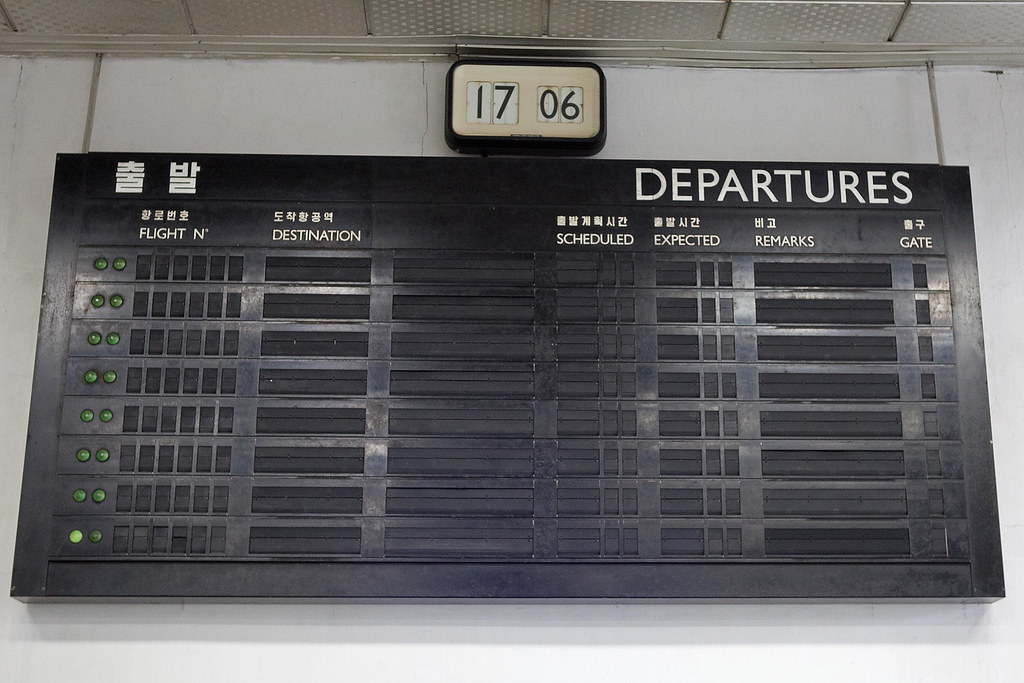 17 06
출발 DEPARTURES
항로번호 도착항공역 출발계획시간 출발시간 비고 출구
FLIGHT N° DESTINATION SCHEDULED EXPECTED REMARKS GATE